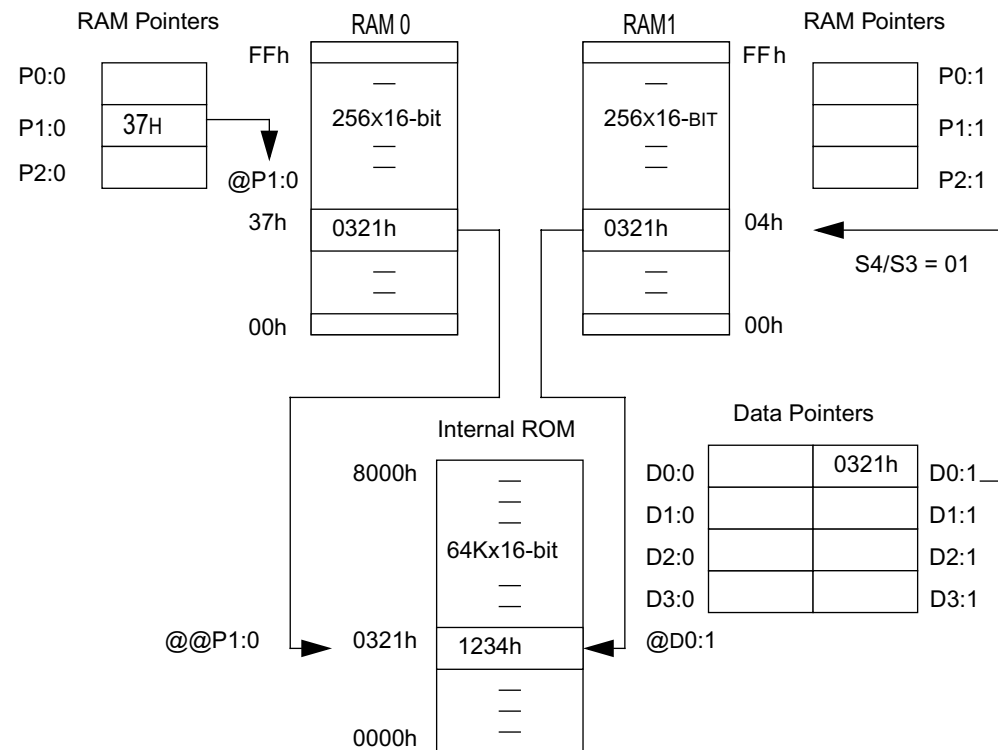 RAM Pointers
RAM 0
RAM1
RAM Pointers
FFh
FFh
P0:0
P0:1
256x16-bit
256X16-BIT
P1:0
37H
P1:1
P2:0
@P1:0
P2:1
37h
0321h
0321h
04h
S4/S3 = 01
00h
00h
Data Pointers
Internal ROM
8000h
D0:0
0321h
D0:1
D1:0
D1:1
64Kx16-bit
D2:0
D2:1
D3:0
D3:1
@@P1:0
0321h
1234h
@D0:1
0000h